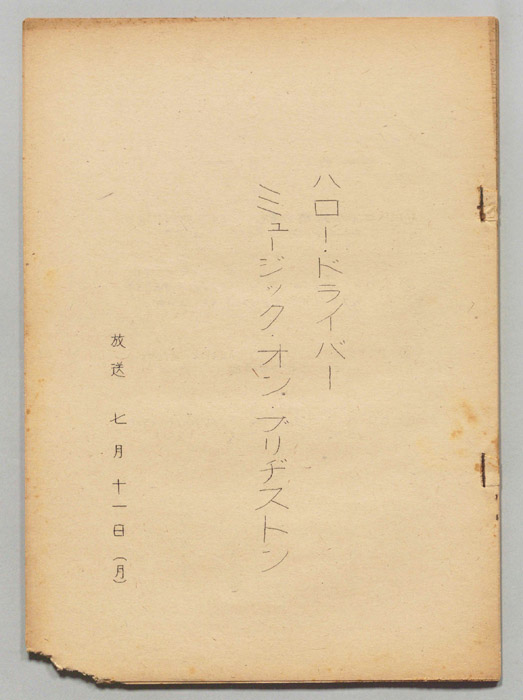 ハロー・ドライバー
ミュージック・オン・ブリヂストン
放送 七月十一日(月)